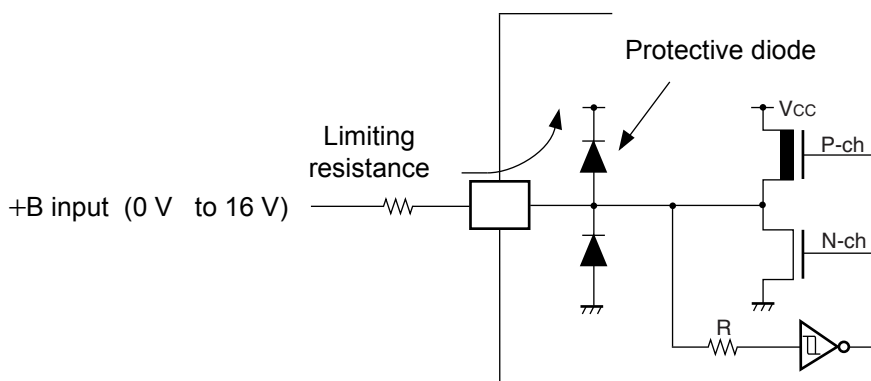 Protective diode
Limiting
resistance
+B input (0 V to 16 V)
VCC
P-ch
N-ch
R